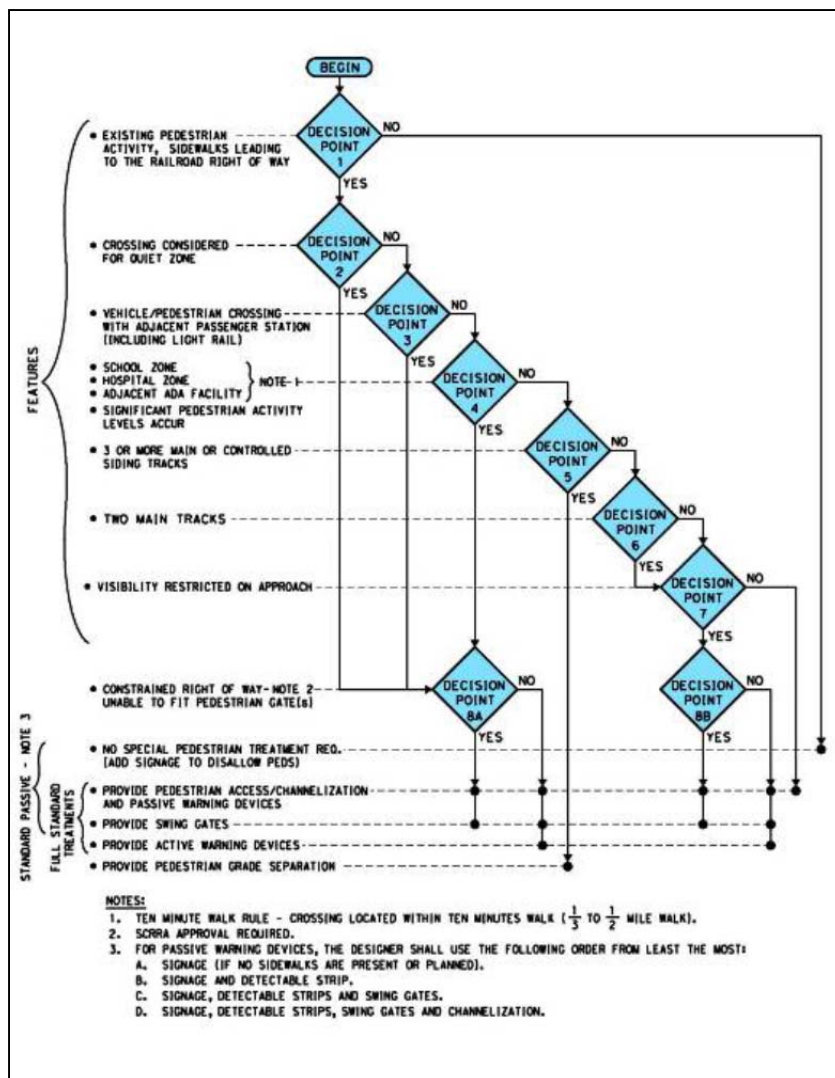 BEGIN
• EXISTING PEDESTRIAN
ACTIVITY, SIDEWALKS LEADING
TO THE RAILROAD RIGHT OF WAY
DECISION
POINT
1
NO
YES
• CROSSING CONSIDERED
FOR QUIET ZONE
DECISION
POINT
2
NO
YES
• VEHICLE/PEDESTRIAN CROSSING
WITH ADJACENT PASSENGER STATION
(INCLUDING LIGHT RAIL)
DECISION
POINT
3
NO
YES
FEATURES
• SCHOOL ZONE
• HOSPITAL ZONE
• ADJACENT ADA FACILITY
NOTE 1
• SIGNIFICANT PEDESTRIAN ACTIVITY
LEVELS ACCUR
DECISION
POINT
4
NO
YES
• 3 OR MORE MAIN OR CONTROLLED
SIDING TRACKS
DECISION
POINT
5
NO
YES
• TWO MAIN TRACKS
DECISION
POINT
6
NO
YES
• VISIBILITY RESTRICTED ON APPROACH
DECISION
POINT
7
NO
YES
• CONSTRAINED RIGHT OF WAY-NOTE 2
UNABLE TO FIT PEDESTRIAN GATE(s)
DECISION
POINT
8A
NO
YES
DECISION
POINT
8B
NO
YES
STANDARD PASSIVE - NOTE 3
FULL STANDARD
TREATMENTS
• NO SPECIAL PEDESTRIAN TREATMENT REQ.
(ADD SIGNAGE TO DISALLOW PEDS)
• PROVIDE PEDESTRIAN ACCESS/CHANNELIZATION
AND PASSIVE WARNING DEVICES
• PROVIDE SWING GATES
• PROVIDE ACTIVE WARNING DEVICES
• PROVIDE PEDESTRIAN GRADE SEPARATION
NOTES:
1. TEN MINUTE WALK RULE - CROSSING LOCATED WITHIN TEN MINUTES WALK (1/3 TO 1/2 MILE WALK).
2. SCRRA APPROVAL REQUIRED.
3. FOR PASSIVE WARNING DEVICES, THE DESIGNER SHALL USE THE FOLLOWING ORDER FROM LEAST THE MOST:
A. SIGNAGE (IF NO SIDEWALKS ARE PRESENT OR PLANNED).
B. SIGNAGE AND DETECTABLE STRIP.
C. SIGNAGE, DETECTABLE STRIPS AND SWING GATES.
D. SIGNAGE, DETECTABLE STRIPS, SWING GATES AND CHANNELIZATION.